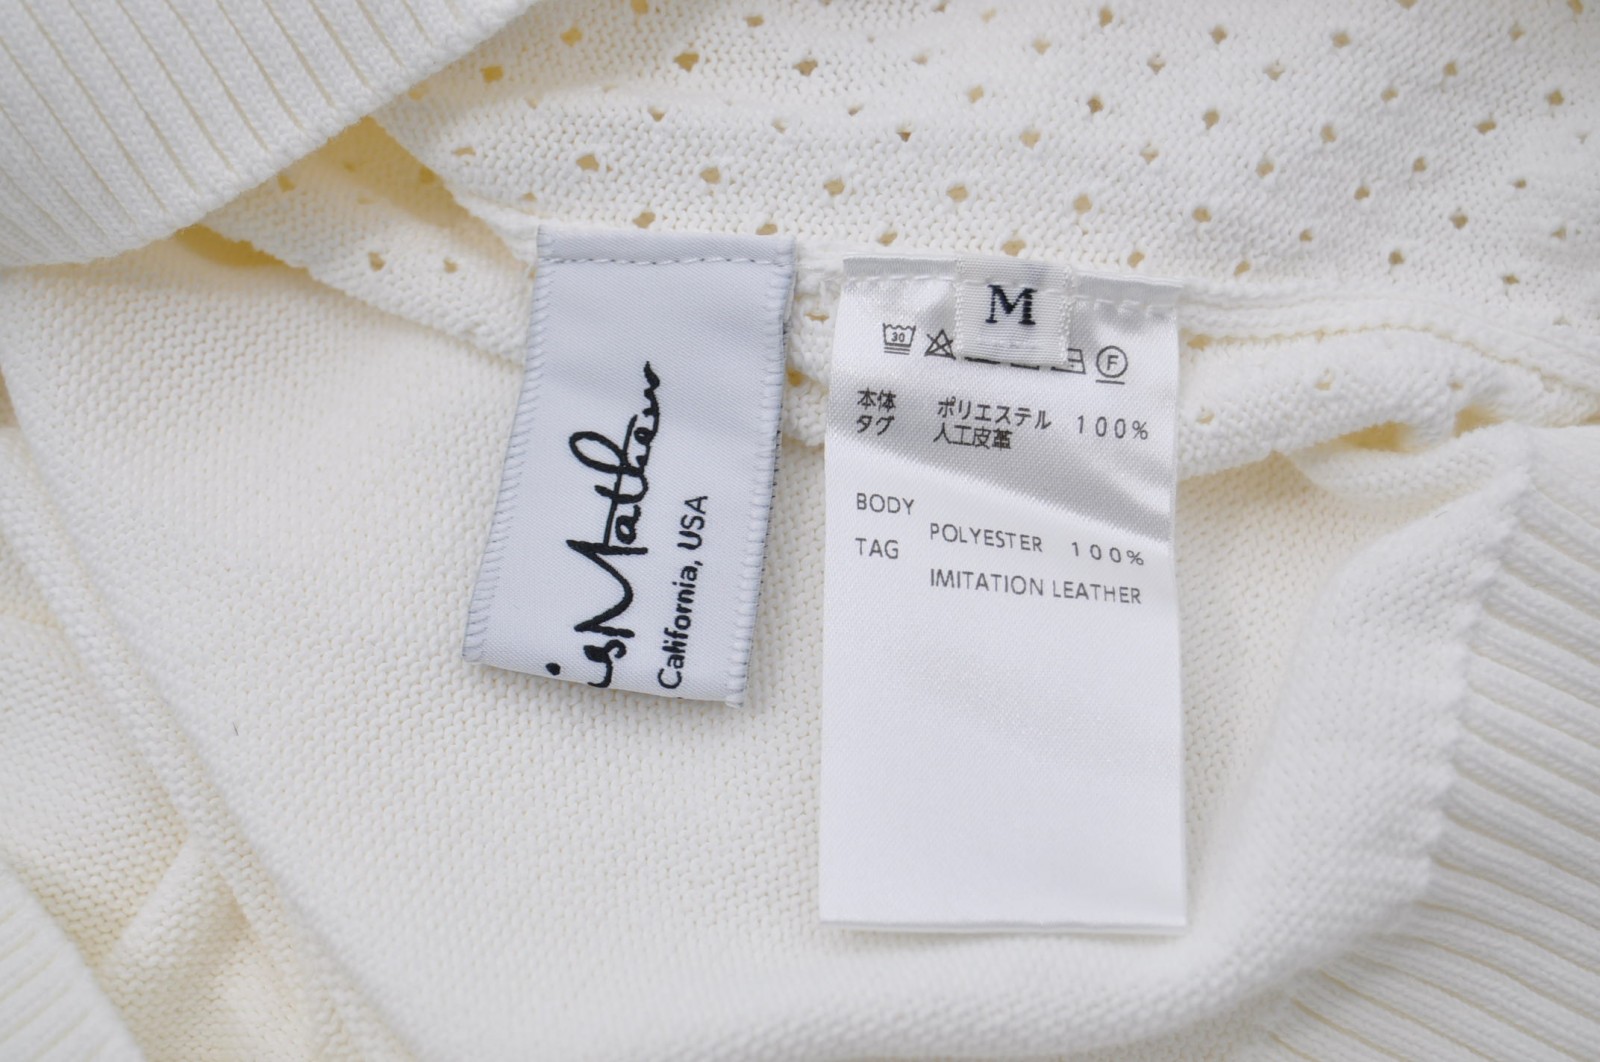 isMathew
California, USA
M
30
F
本体 ポリエステル 100%
タグ 人工皮革
BODY
POLYESTER 100%
TAG
IMITATION LEATHER